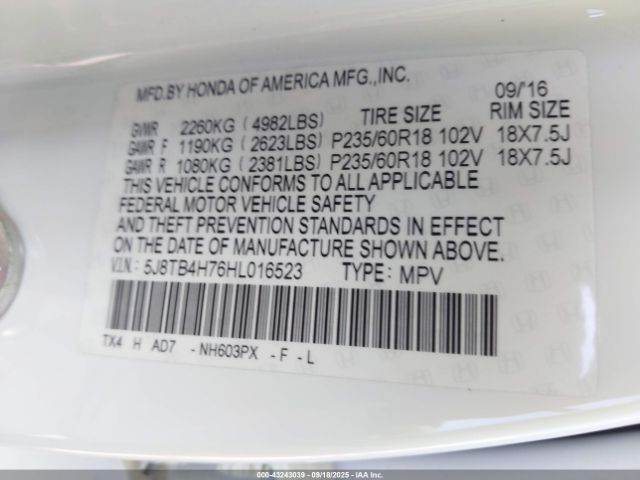 MFD.BY HONDA OF AMERICA MFG.,INC.
09/16
GVWR 2260KG ( 4982LBS) TIRE SIZE RIM SIZE
GAWR F 1190KG ( 2623LBS) P235/60R18 102V 18X7.5J
GAWR R 1080KG ( 2381LBS) P235/60R18 102V 18X7.5J
THIS VEHICLE CONFORMS TO ALL APPLICABLE
FEDERAL MOTOR VEHICLE SAFETY
AND THEFT PREVENTION STANDARDS IN EFFECT
ON THE DATE OF MANUFACTURE SHOWN ABOVE.
V.I.N.: 5J8TB4H76HL016523 TYPE: MPV
TX4 H AD7 -NH603PX -F -L
000-43243039 - 09/18/2025 - IAA Inc.